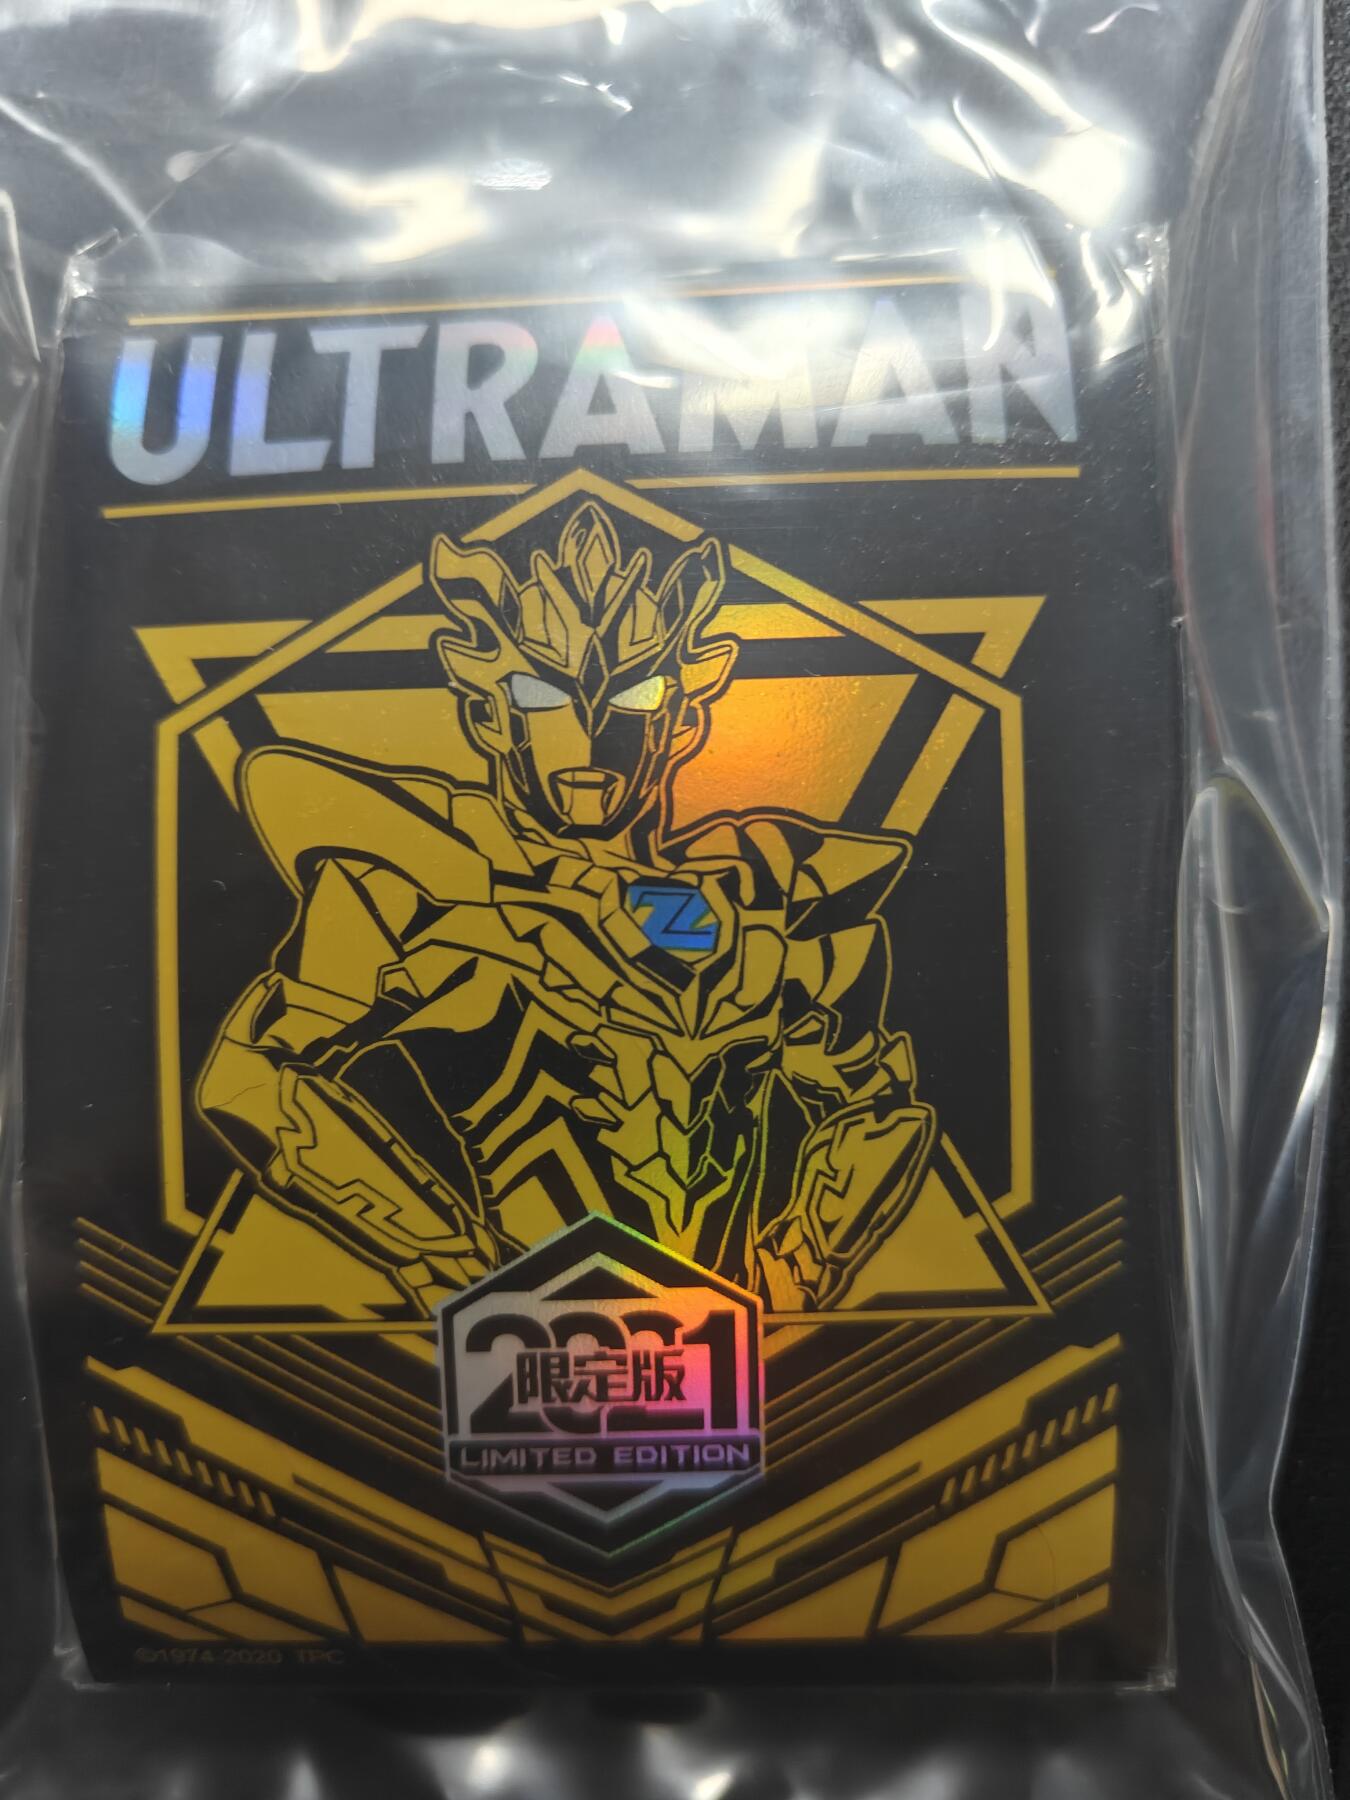 ULTRAMAN
Z
2021
限定版
LIMITED EDITION
©1974-2020 TPC